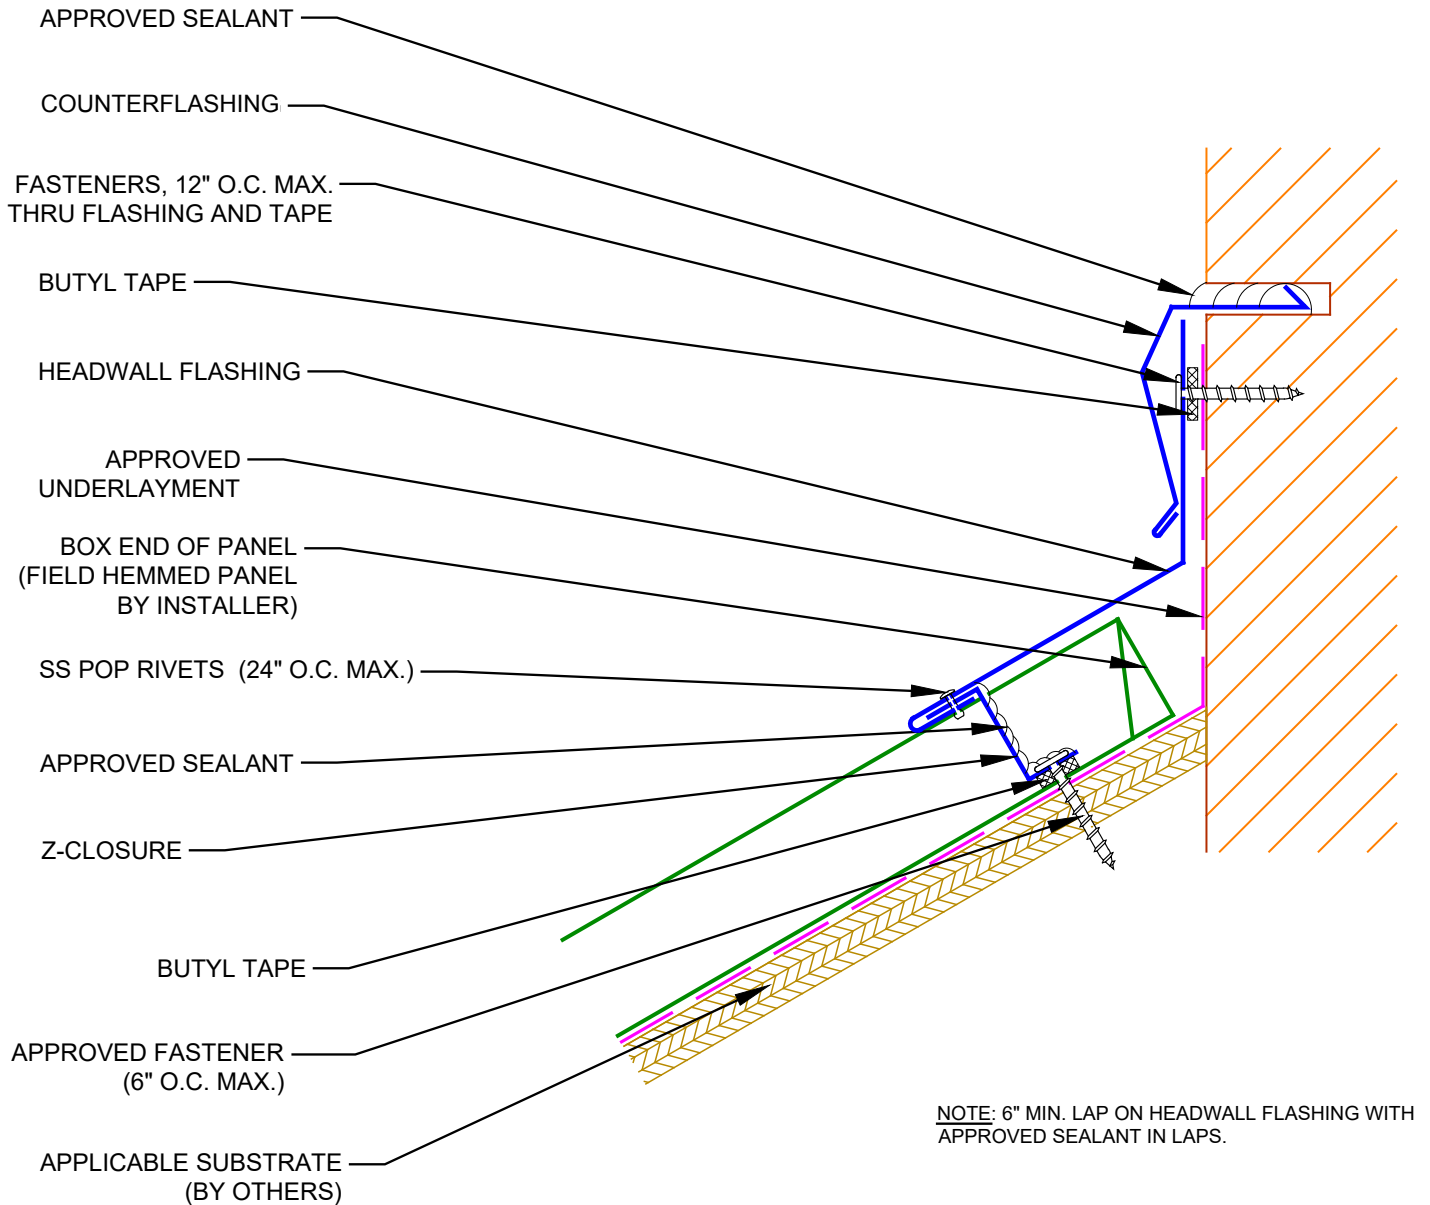 APPROVED SEALANT
COUNTERFLASHING
FASTENERS, 12" O.C. MAX.
THRU FLASHING AND TAPE
BUTYL TAPE
HEADWALL FLASHING
APPROVED
UNDERLAYMENT
BOX END OF PANEL
(FIELD HEMMED PANEL
BY INSTALLER)
SS POP RIVETS (24" O.C. MAX.)
APPROVED SEALANT
Z-CLOSURE
BUTYL TAPE
APPROVED FASTENER
(6" O.C. MAX.)
APPLICABLE SUBSTRATE
(BY OTHERS)
NOTE: 6" MIN. LAP ON HEADWALL FLASHING WITH
APPROVED SEALANT IN LAPS.